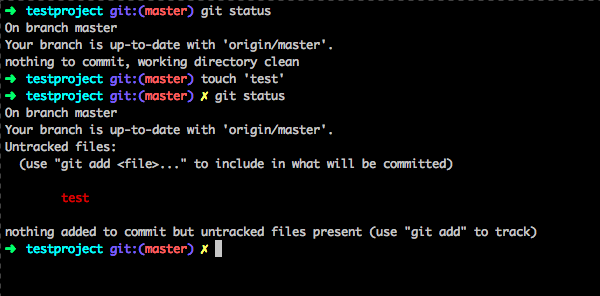 ➜ testproject git:(master) git status
On branch master
Your branch is up-to-date with 'origin/master'.
nothing to commit, working directory clean
➜ testproject git:(master) touch 'test'
➜ testproject git:(master) ✗ git status
On branch master
Your branch is up-to-date with 'origin/master'.
Untracked files:
  (use "git add <file>..." to include in what will be committed)
test
nothing added to commit but untracked files present (use "git add" to track)
➜ testproject git:(master) ✗